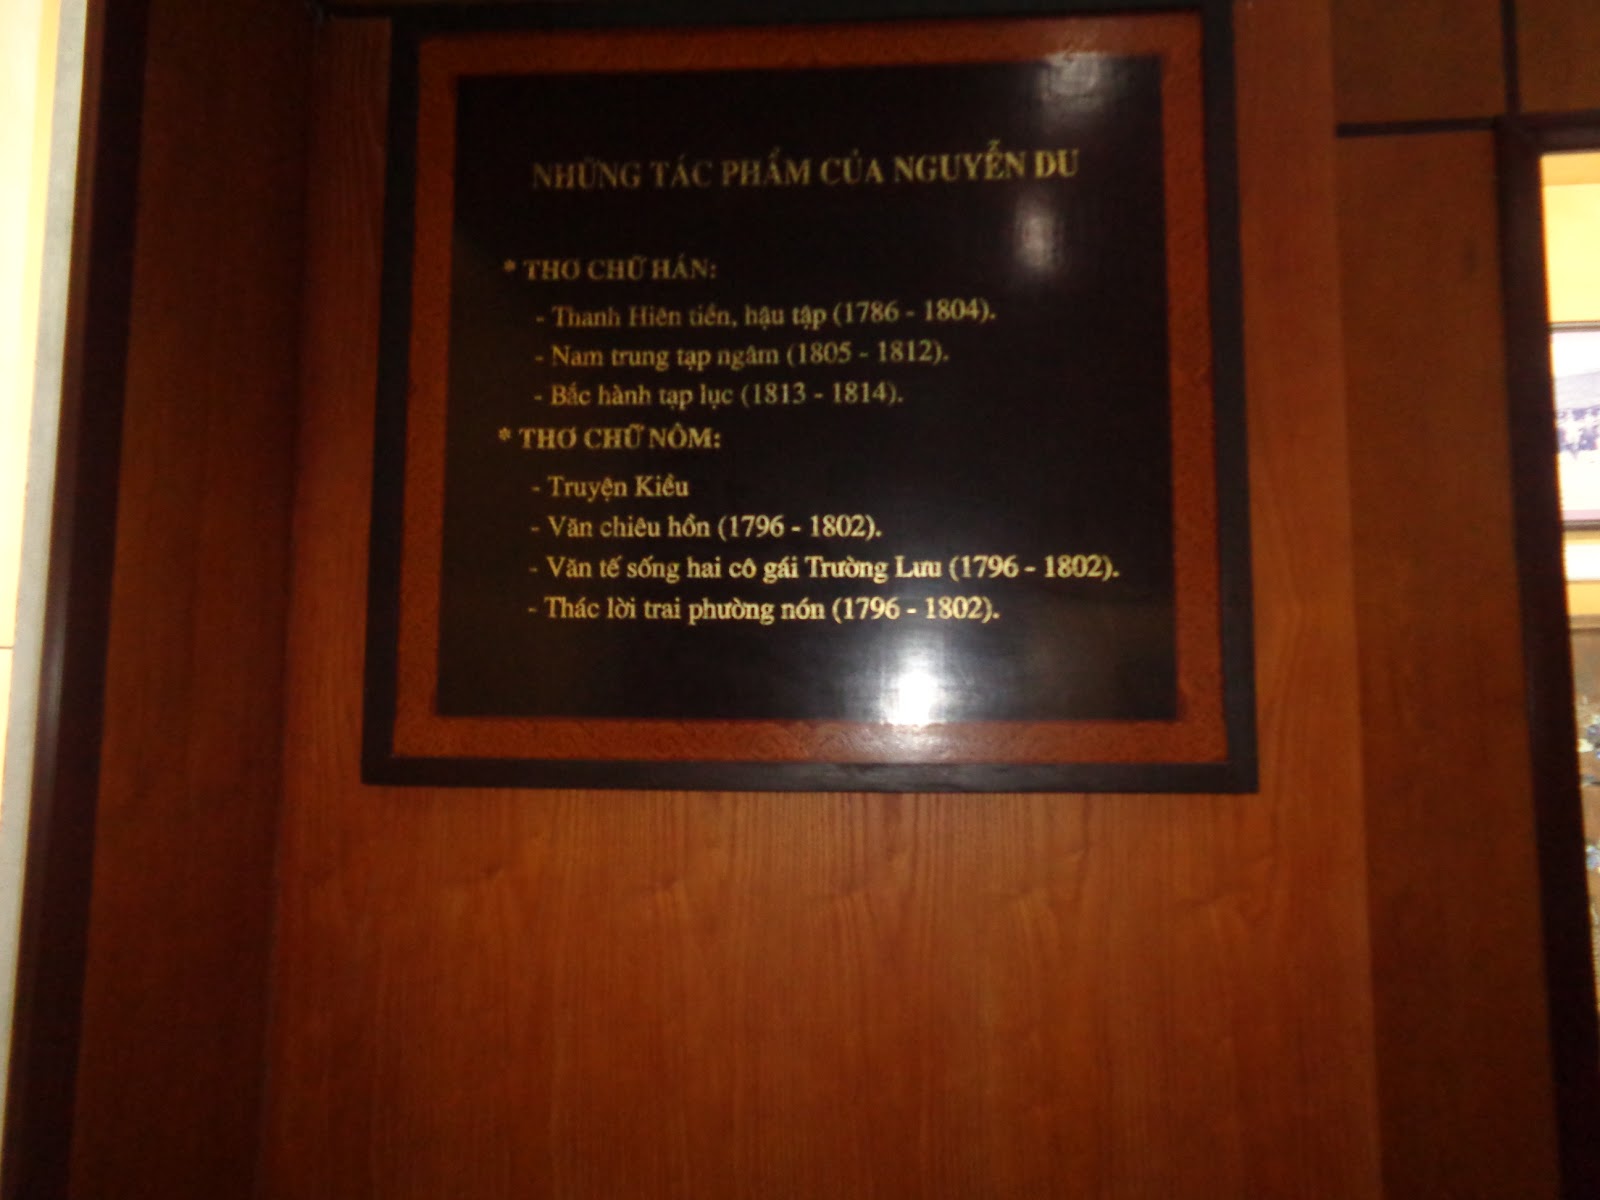 NHỮNG TÁC PHẨM CỦA NGUYỄN DU
* THƠ CHỮ HÁN:
- Thanh Hiên tiền, hậu tập (1786 - 1804).
- Nam trung tạp ngâm (1805 - 1812).
- Bắc hành tạp lục (1813 - 1814).
* THƠ CHỮ NÔM:
- Truyện Kiều
- Văn chiêu hồn (1796 - 1802).
- Văn tế sống hai cô gái Trường Lưu (1796 - 1802).
- Thác lời trai phường nón (1796 - 1802).